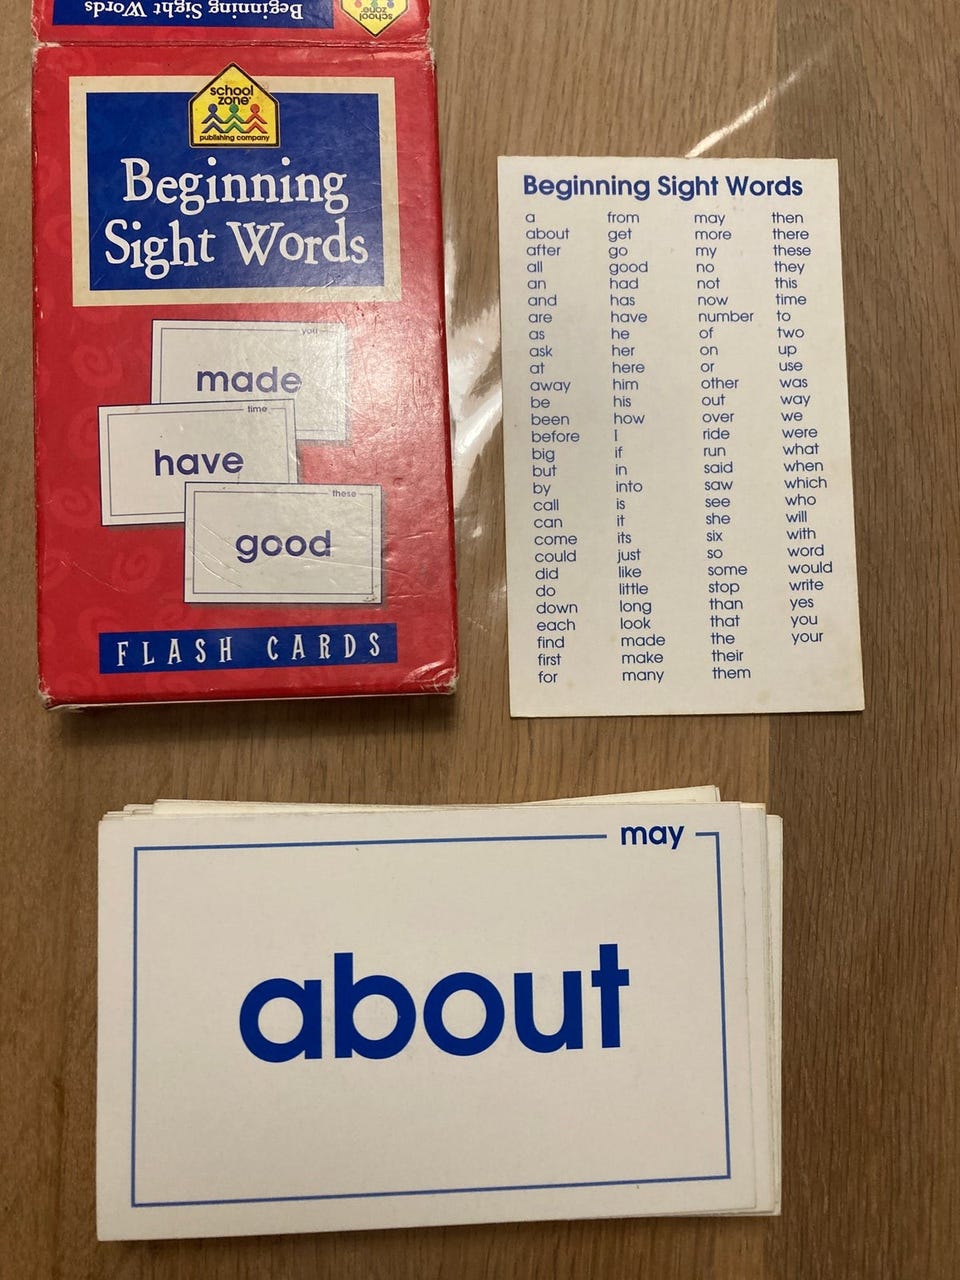 Beginning Sight Words
school
zone
school
zone®
publishing company
Beginning
Sight Words
you
made
time
have
these
good
FLASH CARDS
Beginning Sight Words
a from may then
about get more there
after go my these
all good no they
an had not this
and has now time
are have number to
as he of two
ask her on up
at here or use
away him other was
be his out way
been how over we
before I ride were
big if run what
but in said when
by into saw which
call is see who
can it she will
come its six with
could just so word
did like some would
do little stop write
down long than yes
each look that you
find made the your
first make their
for many them
may
about